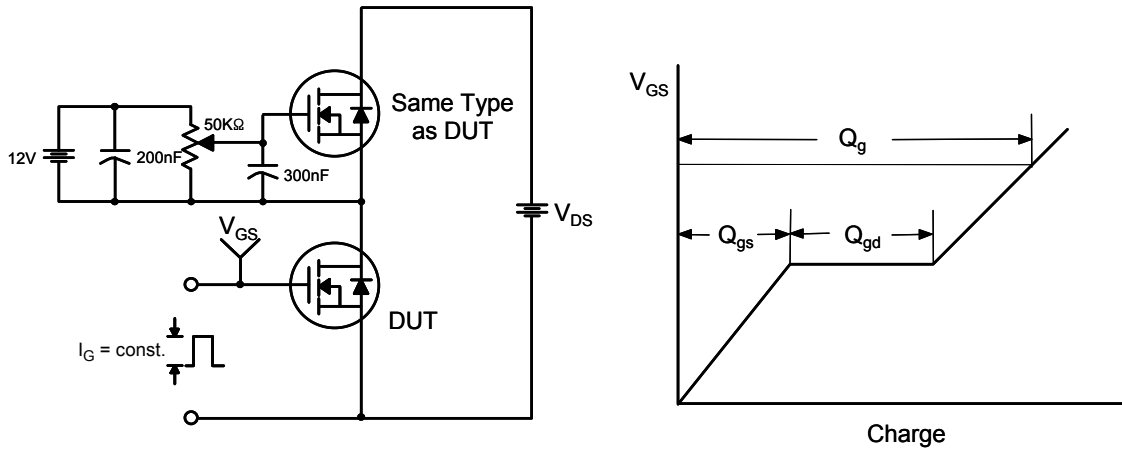 50KΩ
12V
200nF
300nF
Same Type
as DUT
V_DS
V_GS
DUT
I_G = const.
V_GS
Q_g
Q_gs
Q_gd
Charge